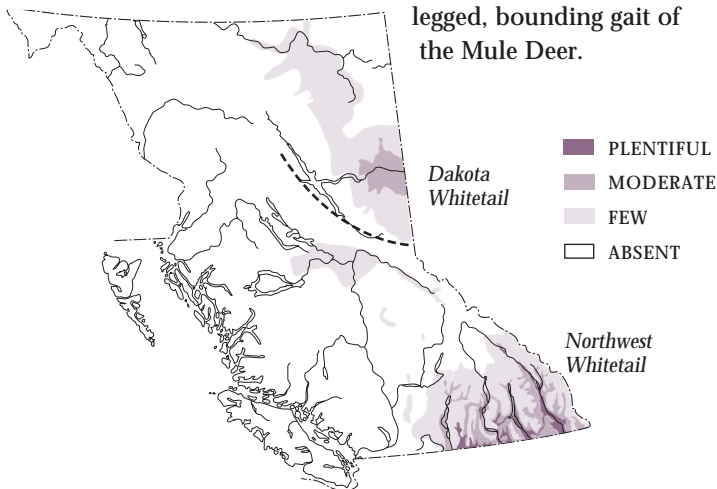 legged, bounding gait of
the Mule Deer.
Dakota
Whitetail
PLENTIFUL
MODERATE
FEW
ABSENT
Northwest
Whitetail